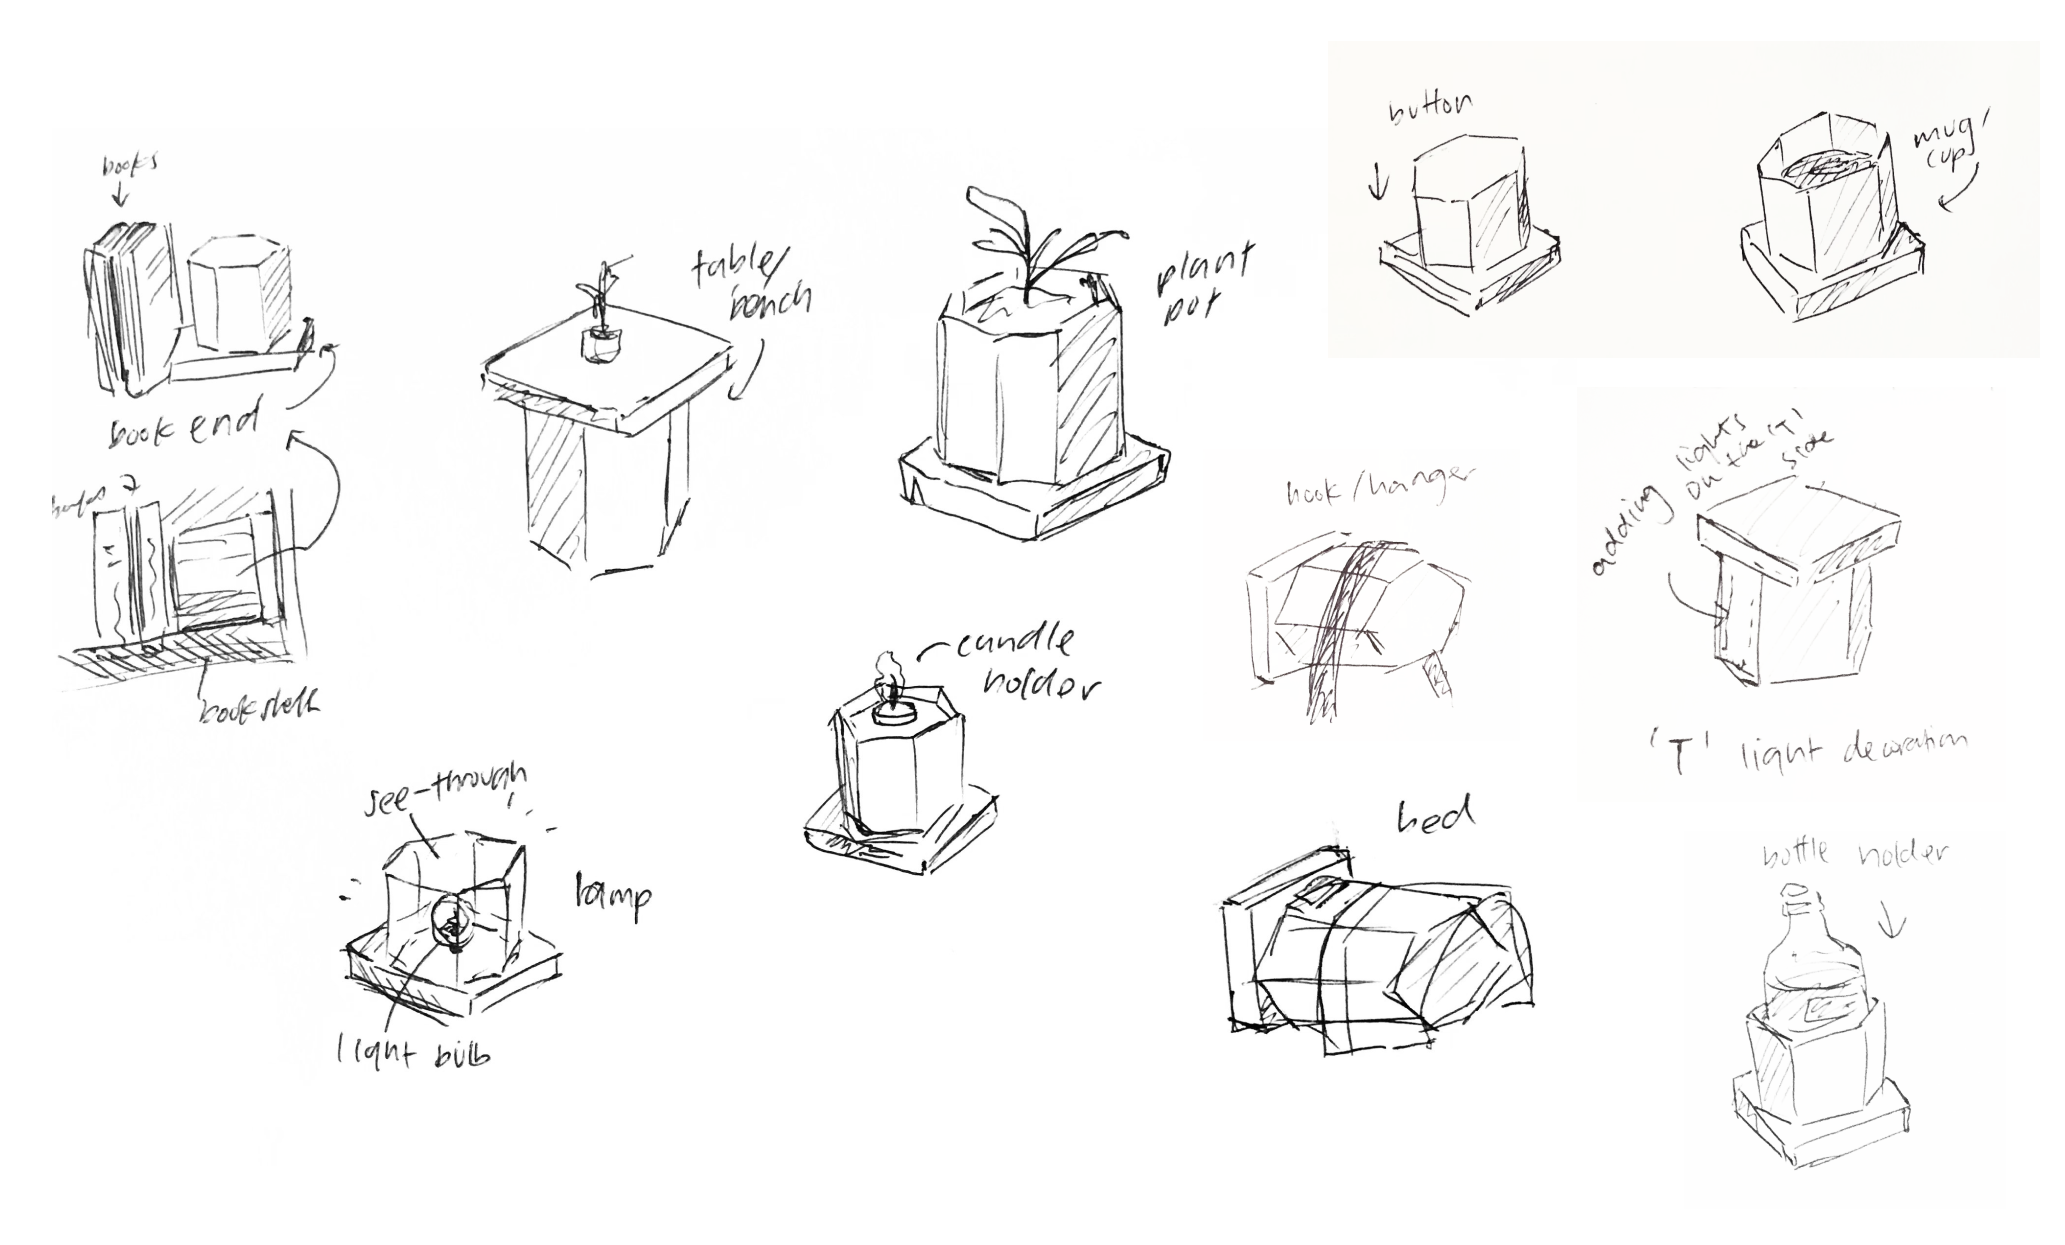 books
book end
books
bookshelf
table/
bench
plant
pot
button
mug/
cup
hook/hanger
adding
lights
on the 'T'
side
'T' light decoration
candle
holder
see-through
lamp
light bulb
bed
bottle holder